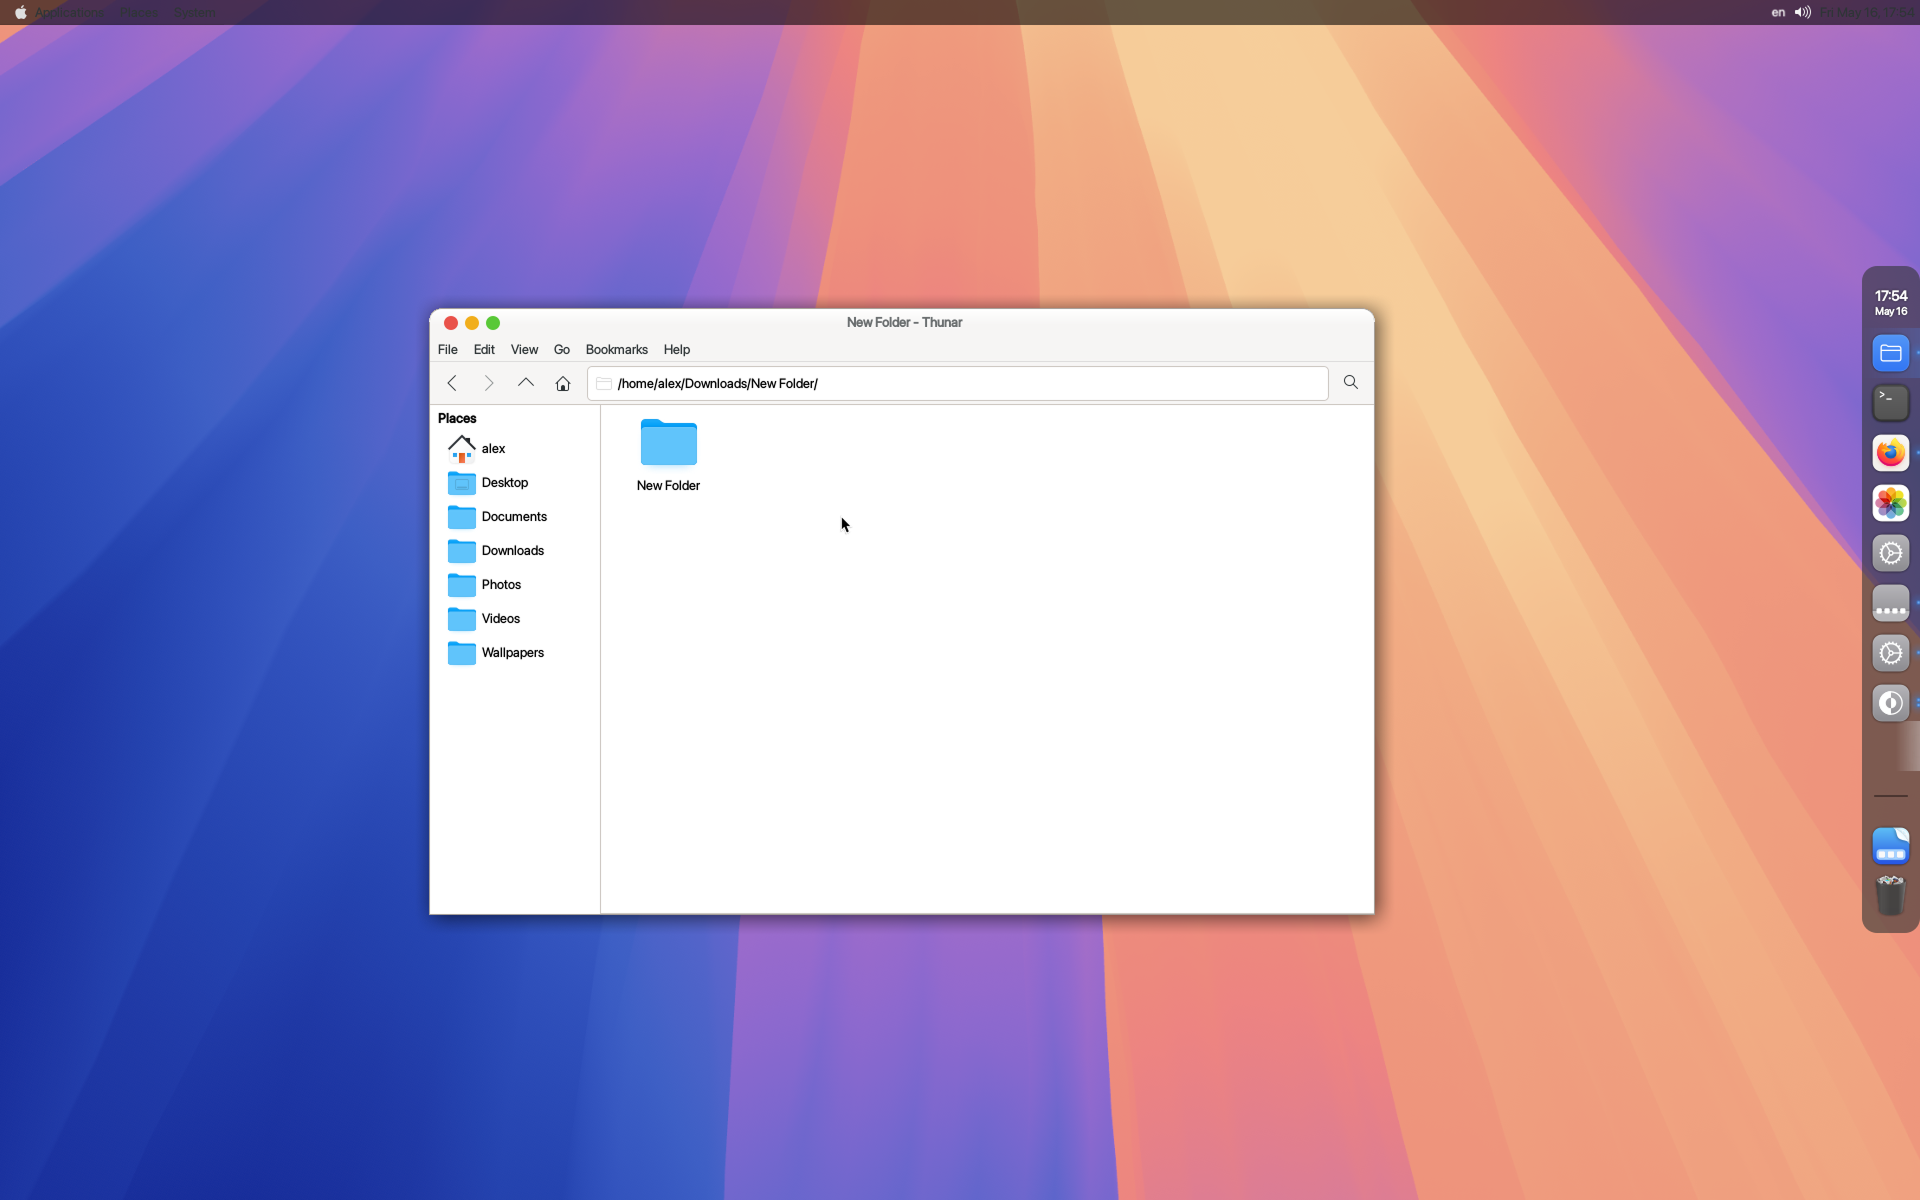 Applications Places System
en Fri May 16, 17:54
17:54
May 16
New Folder - Thunar
File Edit View Go Bookmarks Help
/home/alex/Downloads/New Folder/
Places
alex
Desktop
Documents
Downloads
Photos
Videos
Wallpapers
New Folder
>_